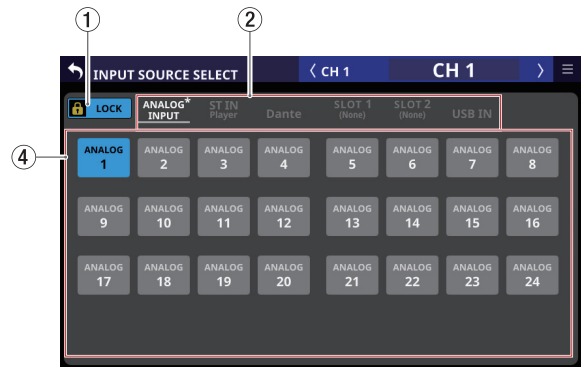 ① ②
INPUT SOURCE SELECT 〈 CH 1 CH 1 〉 ≡
LOCK ANALOG* INPUT ST IN Player Dante SLOT 1 (None) SLOT 2 (None) USB IN
④
ANALOG 1 ANALOG 2 ANALOG 3 ANALOG 4 ANALOG 5 ANALOG 6 ANALOG 7 ANALOG 8
ANALOG 9 ANALOG 10 ANALOG 11 ANALOG 12 ANALOG 13 ANALOG 14 ANALOG 15 ANALOG 16
ANALOG 17 ANALOG 18 ANALOG 19 ANALOG 20 ANALOG 21 ANALOG 22 ANALOG 23 ANALOG 24